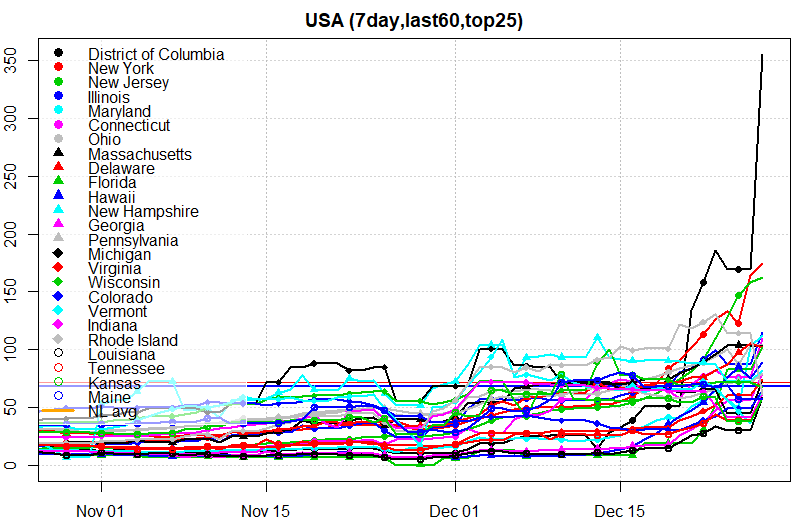 USA (7day,last60,top25)
350
300
250
200
150
100
50
0
District of Columbia
New York
New Jersey
Illinois
Maryland
Connecticut
Ohio
Massachusetts
Delaware
Florida
Hawaii
New Hampshire
Georgia
Pennsylvania
Michigan
Virginia
Wisconsin
Colorado
Vermont
Indiana
Rhode Island
Louisiana
Tennessee
Kansas
Maine
NL avg
Nov 01 Nov 15 Dec 01 Dec 15